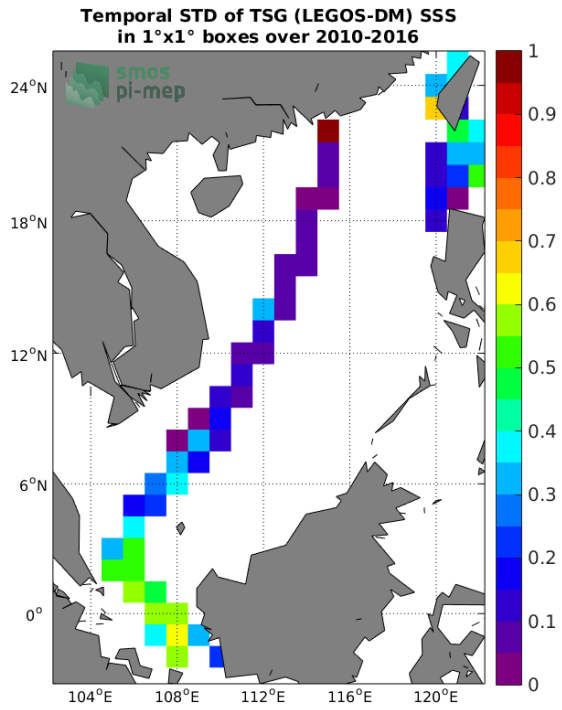 Temporal STD of TSG (LEGOS-DM) SSS
in 1°x1° boxes over 2010-2016
smos
pi-mep
24°N
18°N
12°N
6°N
0°
104°E 108°E 112°E 116°E 120°E
1
0.9
0.8
0.7
0.6
0.5
0.4
0.3
0.2
0.1
0